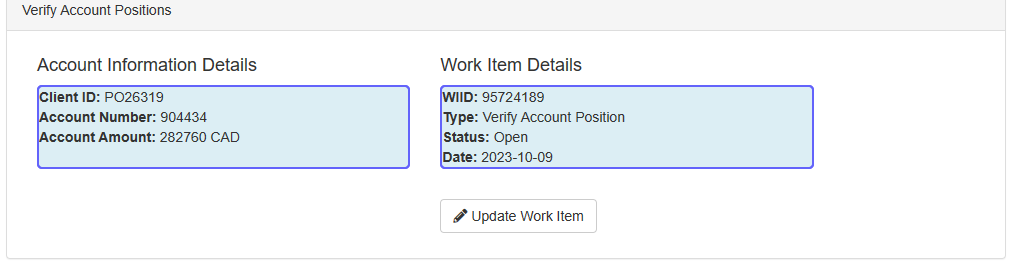 Verify Account Positions
Account Information Details
Client ID: PO26319
Account Number: 904434
Account Amount: 282760 CAD
Work Item Details
WIID: 95724189
Type: Verify Account Position
Status: Open
Date: 2023-10-09
Update Work Item